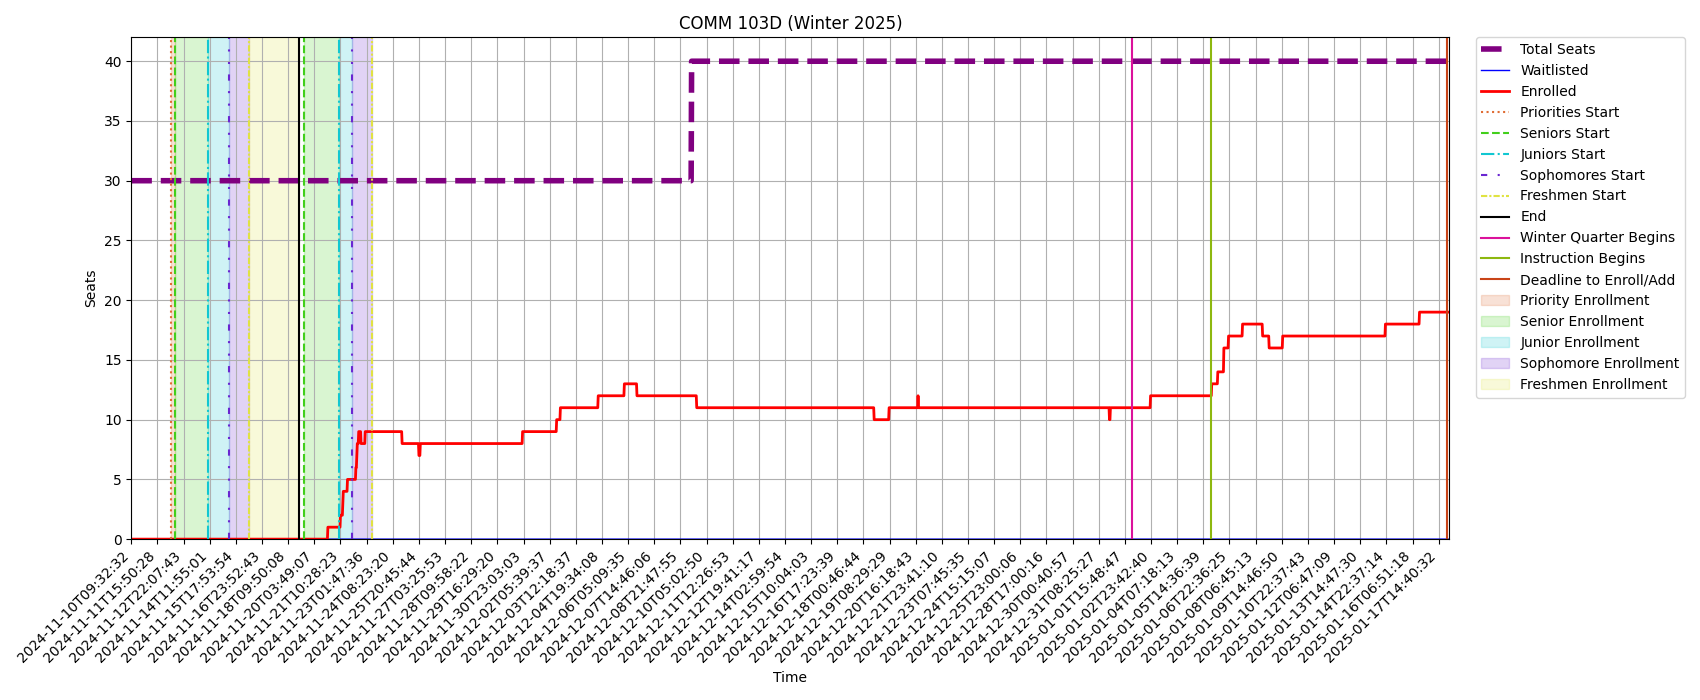 COMM 103D (Winter 2025)
Seats
40
35
30
25
20
15
10
5
0
2024-11-10T09:32:32
2024-11-11T15:50:28
2024-11-12T22:07:43
2024-11-14T11:55:01
2024-11-15T17:53:54
2024-11-16T23:52:43
2024-11-18T09:50:08
2024-11-20T03:49:07
2024-11-21T10:28:23
2024-11-23T01:47:36
2024-11-24T08:23:20
2024-11-25T20:45:44
2024-11-27T03:25:53
2024-11-28T09:58:22
2024-11-29T16:29:20
2024-11-30T23:03:03
2024-12-02T05:39:37
2024-12-03T12:18:37
2024-12-04T19:34:08
2024-12-06T05:09:35
2024-12-07T14:46:06
2024-12-08T21:47:55
2024-12-10T05:02:50
2024-12-11T12:26:53
2024-12-12T19:41:17
2024-12-14T02:59:54
2024-12-15T10:04:03
2024-12-16T17:23:39
2024-12-18T00:46:44
2024-12-19T08:29:29
2024-12-20T16:18:43
2024-12-21T23:41:10
2024-12-23T07:45:35
2024-12-24T15:15:07
2024-12-25T23:00:06
2024-12-28T17:00:16
2024-12-30T00:40:57
2024-12-31T08:25:27
2025-01-01T15:48:47
2025-01-02T23:42:40
2025-01-04T07:18:13
2025-01-05T14:36:39
2025-01-06T22:36:25
2025-01-08T06:45:13
2025-01-09T14:46:50
2025-01-10T22:37:43
2025-01-12T06:47:09
2025-01-13T14:47:30
2025-01-14T22:37:14
2025-01-16T06:51:18
2025-01-17T14:40:32
Time
Total Seats
Waitlisted
Enrolled
Priorities Start
Seniors Start
Juniors Start
Sophomores Start
Freshmen Start
End
Winter Quarter Begins
Instruction Begins
Deadline to Enroll/Add
Priority Enrollment
Senior Enrollment
Junior Enrollment
Sophomore Enrollment
Freshmen Enrollment